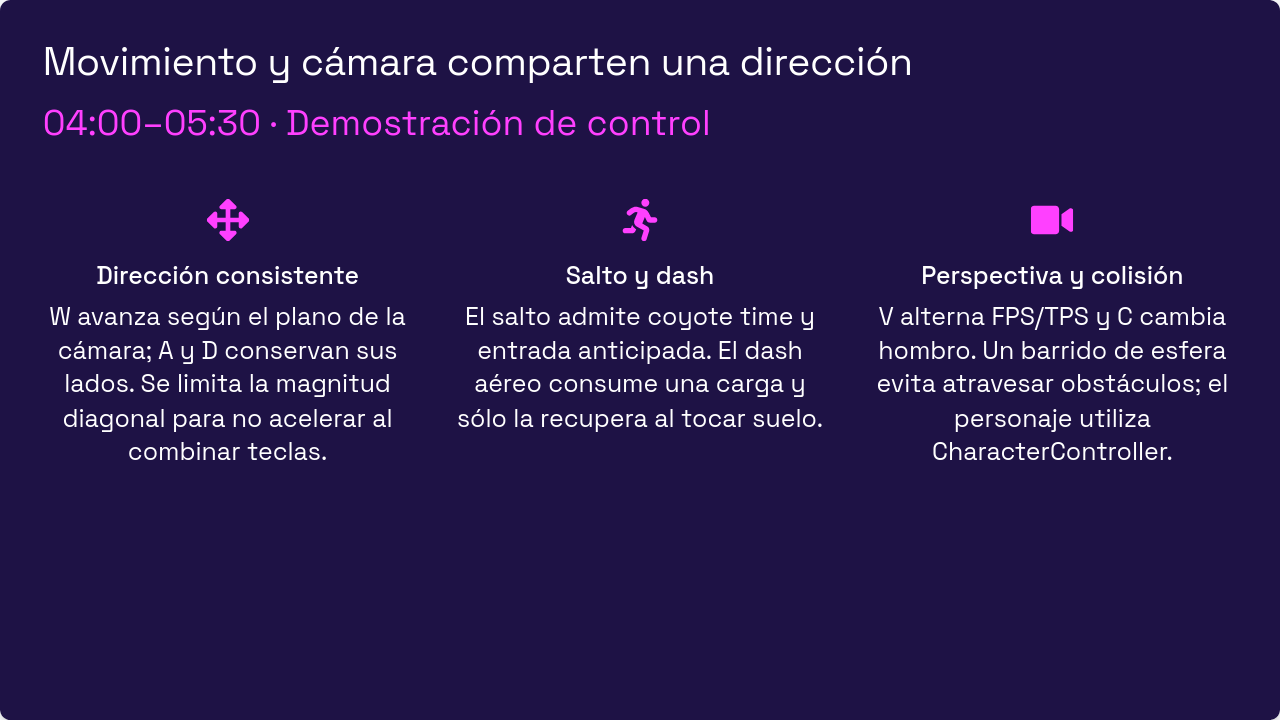 Movimiento y cámara comparten una dirección
04:00–05:30 · Demostración de control
Dirección consistente
W avanza según el plano de la
cámara; A y D conservan sus
lados. Se limita la magnitud
diagonal para no acelerar al
combinar teclas.
Salto y dash
El salto admite coyote time y
entrada anticipada. El dash
aéreo consume una carga y
sólo la recupera al tocar suelo.
Perspectiva y colisión
V alterna FPS/TPS y C cambia
hombro. Un barrido de esfera
evita atravesar obstáculos; el
personaje utiliza
CharacterController.